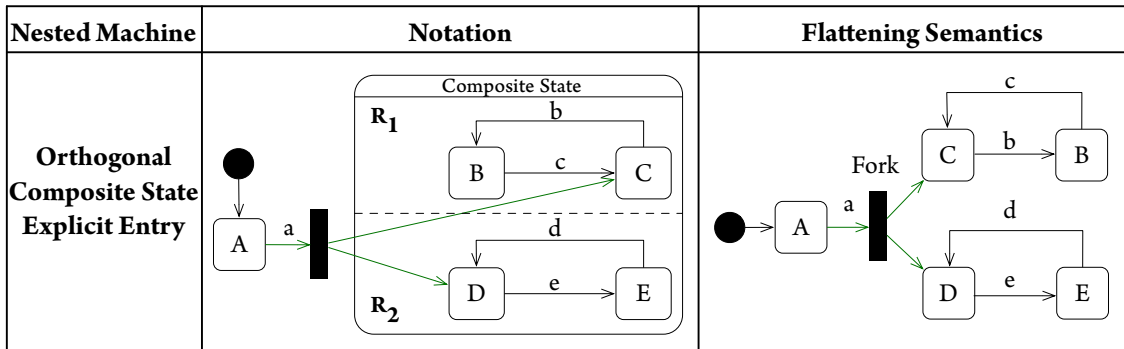 Nested Machine
Notation
Flattening Semantics
Orthogonal
Composite State
Explicit Entry
Composite State
R1
b
B
c
C
A
a
d
D
e
E
R2
c
C
b
B
Fork
A
a
d
D
e
E